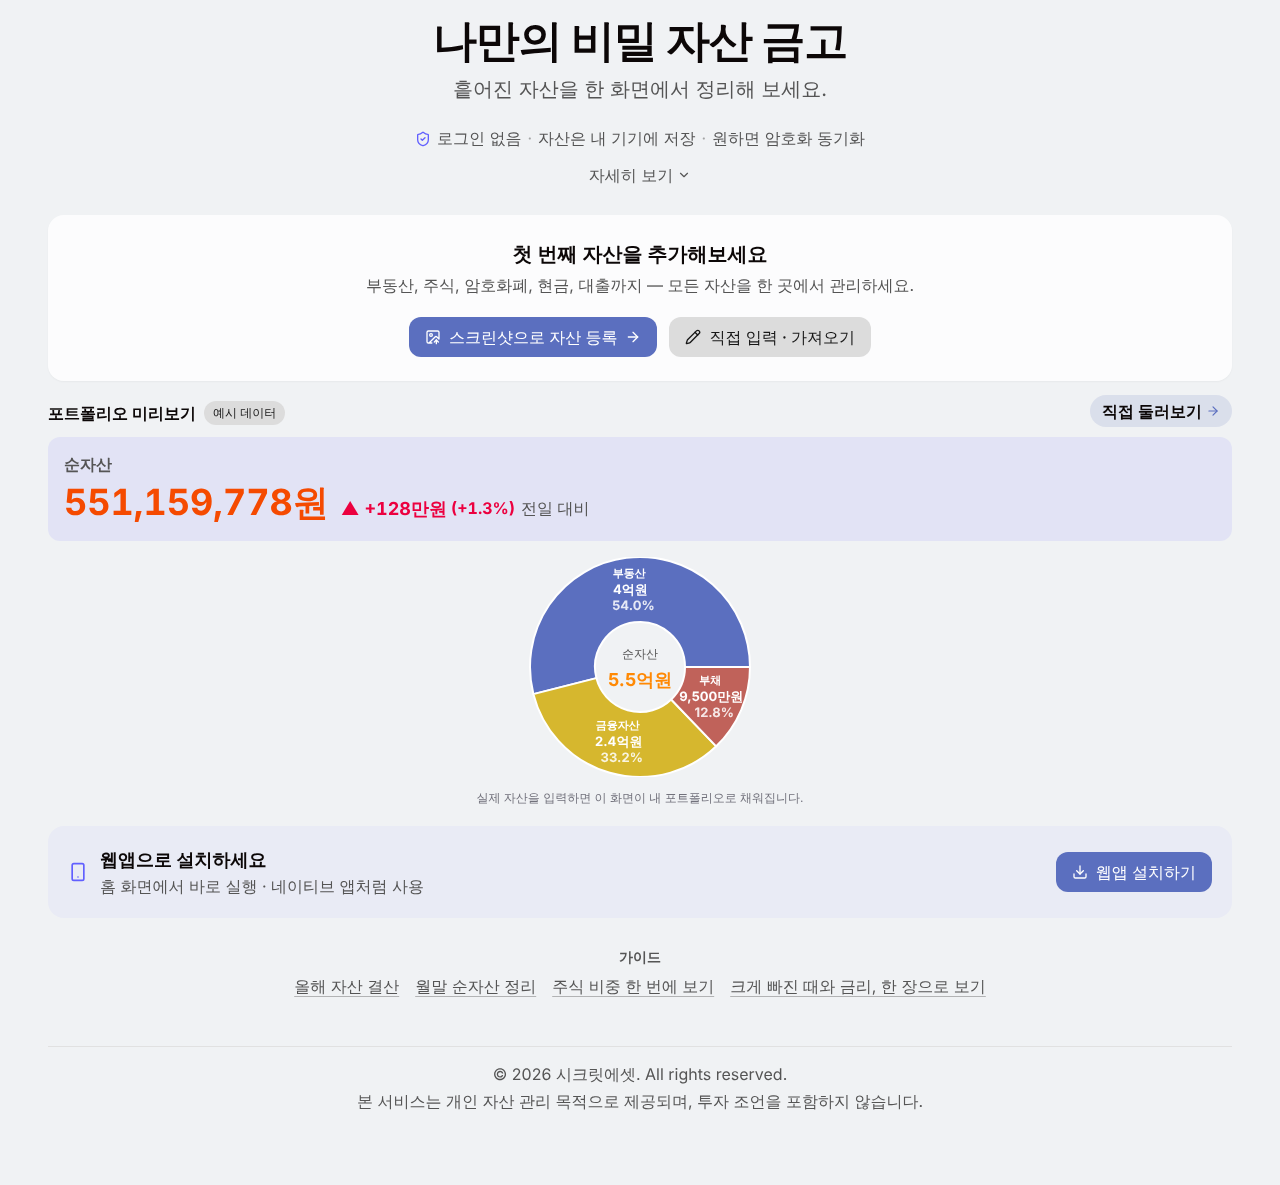 나만의 비밀 자산 금고
흩어진 자산을 한 화면에서 정리해 보세요.
로그인 없음 · 자산은 내 기기에 저장 · 원하면 암호화 동기화
자세히 보기
첫 번째 자산을 추가해보세요
부동산, 주식, 암호화폐, 현금, 대출까지 — 모든 자산을 한 곳에서 관리하세요.
스크린샷으로 자산 등록
직접 입력 · 가져오기
포트폴리오 미리보기
예시 데이터
직접 둘러보기
순자산
551,159,778원 ▲ +128만원 (+1.3%) 전일 대비
부동산
4억원
54.0%
순자산
5.5억원
부채
9,500만원
12.8%
금융자산
2.4억원
33.2%
실제 자산을 입력하면 이 화면이 내 포트폴리오로 채워집니다.
웹앱으로 설치하세요
홈 화면에서 바로 실행 · 네이티브 앱처럼 사용
웹앱 설치하기
가이드
올해 자산 결산 월말 순자산 정리 주식 비중 한 번에 보기 크게 빠진 때와 금리, 한 장으로 보기
© 2026 시크릿에셋. All rights reserved.
본 서비스는 개인 자산 관리 목적으로 제공되며, 투자 조언을 포함하지 않습니다.